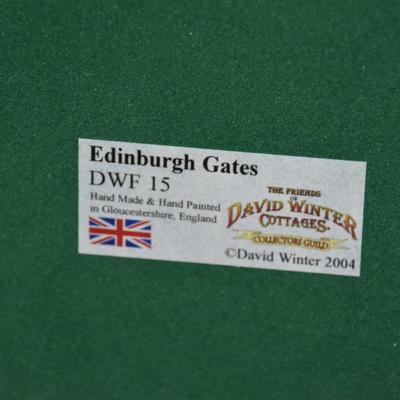 Edinburgh Gates
DWF 15
Hand Made & Hand Painted
in Gloucestershire, England
THE FRIENDS
OF
DAVID WINTER
COTTAGES
COLLECTORS GUILD
©David Winter 2004